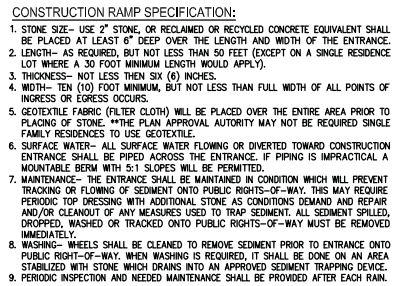 CONSTRUCTION RAMP SPECIFICATION:
1. STONE SIZE- USE 2" STONE, OR RECLAIMED OR RECYCLED CONCRETE EQUIVALENT SHALL
BE PLACED AT LEAST 6" DEEP OVER THE LENGTH AND WIDTH OF THE ENTRANCE.
2. LENGTH- AS REQUIRED, BUT NOT LESS THAN 50 FEET (EXCEPT ON A SINGLE RESIDENCE
LOT WHERE A 30 FOOT MINIMUM LENGTH WOULD APPLY).
3. THICKNESS- NOT LESS THEN SIX (6) INCHES.
4. WIDTH- TEN (10) FOOT MINIMUM, BUT NOT LESS THAN FULL WIDTH OF ALL POINTS OF
INGRESS OR EGRESS OCCURS.
5. GEOTEXTILE FABRIC (FILTER CLOTH) WILL BE PLACED OVER THE ENTIRE AREA PRIOR TO
PLACING OF STONE. **THE PLAN APPROVAL AUTORITY MAY NOT BE REQUIRED SINGLE
FAMILY RESIDENCES TO USE GEOTEXTILE.
6. SURFACE WATER- ALL SURFACE WATER FLOWING OR DIVERTED TOWARD CONSTRUCTION
ENTRANCE SHALL BE PIPED ACROSS THE ENTRANCE. IF PIPING IS IMPRACTICAL A
MOUNTABLE BERM WITH 5:1 SLOPES WILL BE PERMITTED.
7. MAINTENANCE- THE ENTRANCE SHALL BE MAINTAINED IN CONDITION WHICH WILL PREVENT
TRACKING OR FLOWING OF SEDIMENT ONTO PUBLIC RIGHTS-OF-WAY. THIS MAY REQUIRE
PERIODIC TOP DRESSING WITH ADDITIONAL STONE AS CONDITIONS DEMAND AND REPAIR
AND/OR CLEANOUT OF ANY MEASURES USED TO TRAP SEDIMENT. ALL SEDIMENT SPILLED,
DROPPED, WASHED OR TRACKED ONTO PUBLIC RIGHTS-OF-WAY MUST BE REMOVED
IMMEDIATELY.
8. WASHING- WHEELS SHALL BE CLEANED TO REMOVE SEDIMENT PRIOR TO ENTRANCE ONTO
PUBLIC RIGHT-OF-WAY. WHEN WASHING IS REQUIRED, IT SHALL BE DONE ON AN AREA
STABILIZED WITH STONE WHICH DRAINS INTO AN APPROVED SEDIMENT TRAPPING DEVICE.
9. PERIODIC INSPECTION AND NEEDED MAINTENANCE SHALL BE PROVIDED AFTER EACH RAIN.